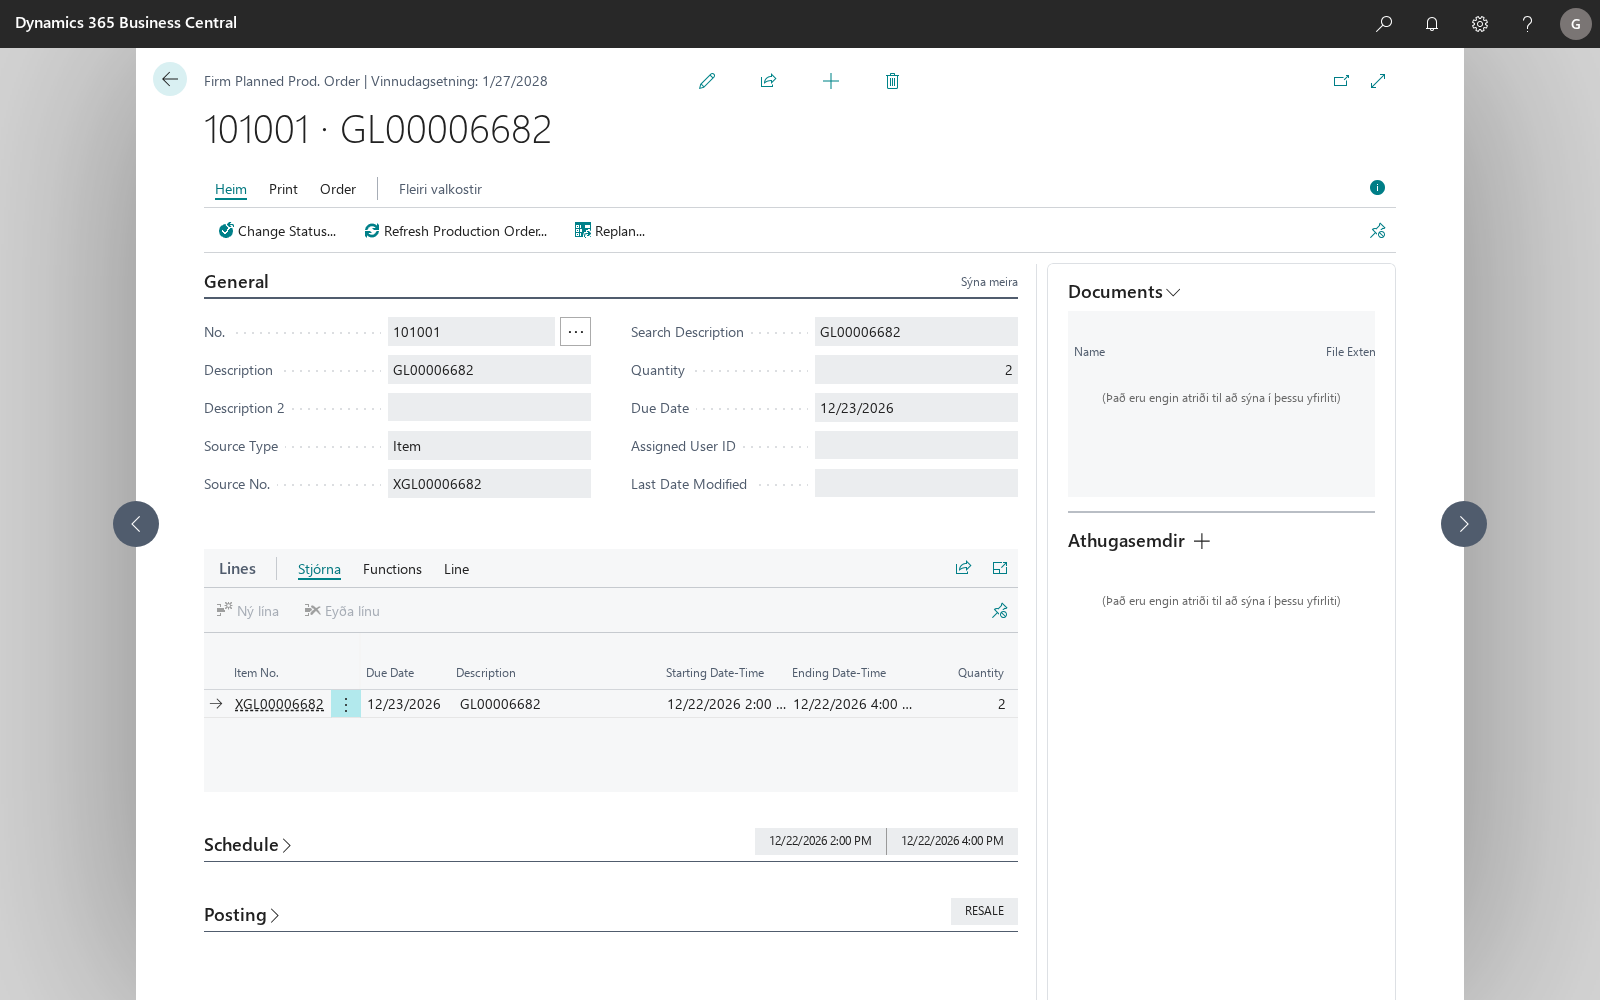 Dynamics 365 Business Central
G
Firm Planned Prod. Order | Vinnudagsetning: 1/27/2028
101001 · GL00006682
Heim Print Order Fleiri valkostir
Change Status... Refresh Production Order... Replan...
General Sýna meira
No. 101001 Search Description GL00006682
Description GL00006682 Quantity 2
Description 2 Due Date 12/23/2026
Source Type Item Assigned User ID
Source No. XGL00006682 Last Date Modified
Lines Stjórna Functions Line
Ný lína Eyða línu
Item No. Due Date Description Starting Date-Time Ending Date-Time Quantity
XGL00006682 12/23/2026 GL00006682 12/22/2026 2:00 ... 12/22/2026 4:00 ... 2
Schedule 12/22/2026 2:00 PM 12/22/2026 4:00 PM
Posting RESALE
Documents
Name File Exten
(Það eru engin atriði til að sýna í þessu yfirliti)
Athugasemdir
(Það eru engin atriði til að sýna í þessu yfirliti)